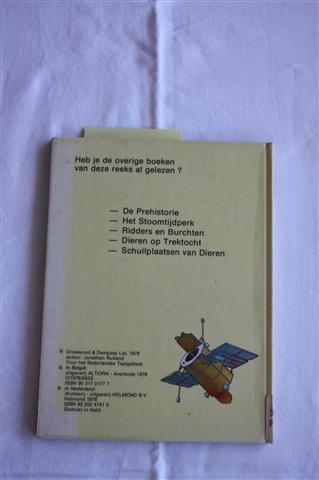 Heb je de overige boeken
van deze reeks al gelezen ?
— De Prehistorie
— Het Stoomtijdperk
— Ridders en Burchten
— Dieren op Trektocht
— Schuilplaatsen van Dieren
Grisewood & Dempsey Ltd, 1978
auteur: Jonathan Rutland
Voor het Nederlandse Taalgebied:
in België:
uitgeverij ALTIORA - Averbode 1978
D/1978/39/
ISBN 90 317 0177 7
in Nederland:
drukkerij - uitgeverij HELMOND B.V.
Helmond 1978
ISBN 90 252 4741 5
Gedrukt in Italië